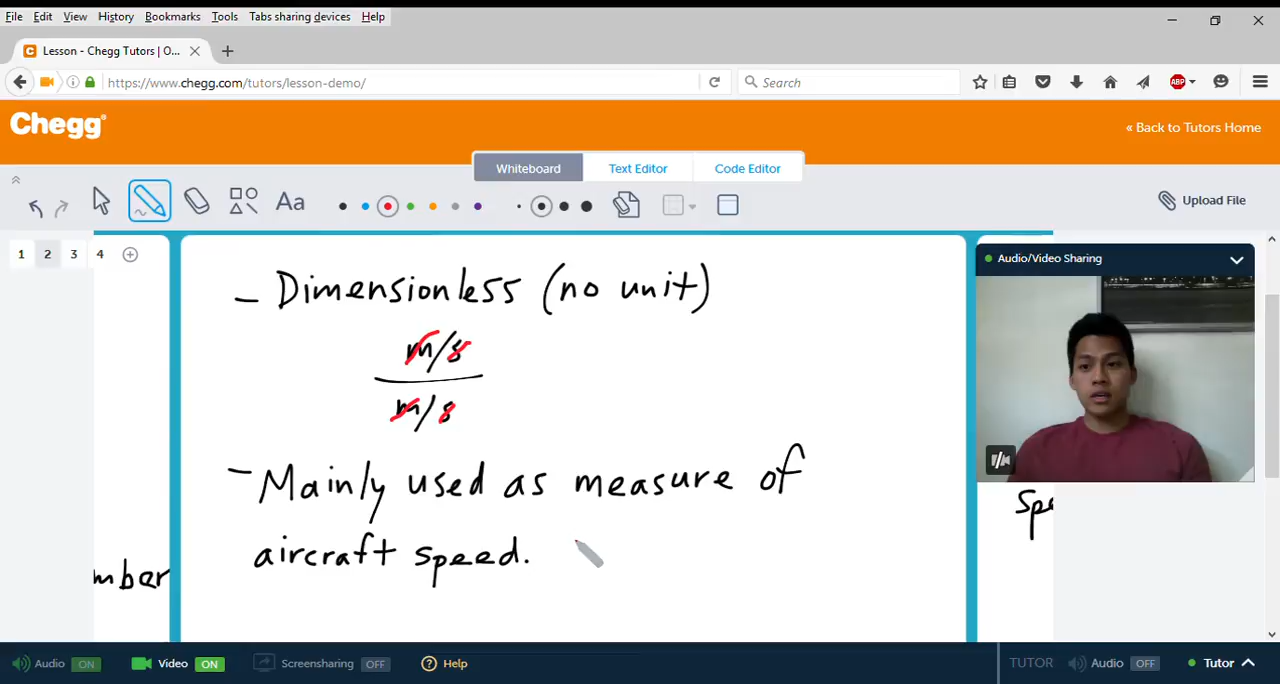 File Edit View History Bookmarks Tools Tabs sharing devices Help
Lesson - Chegg Tutors | O...
https://www.chegg.com/tutors/lesson-demo/
Search
ABP
Chegg
« Back to Tutors Home
Whiteboard Text Editor Code Editor
Aa
Upload File
1 2 3 4
Audio/Video Sharing
- Dimensionless (no unit)
m/s
m/s
- Mainly used as measure of
aircraft speed.
mber
spe
Audio ON Video ON Screensharing OFF ? Help TUTOR Audio OFF Tutor